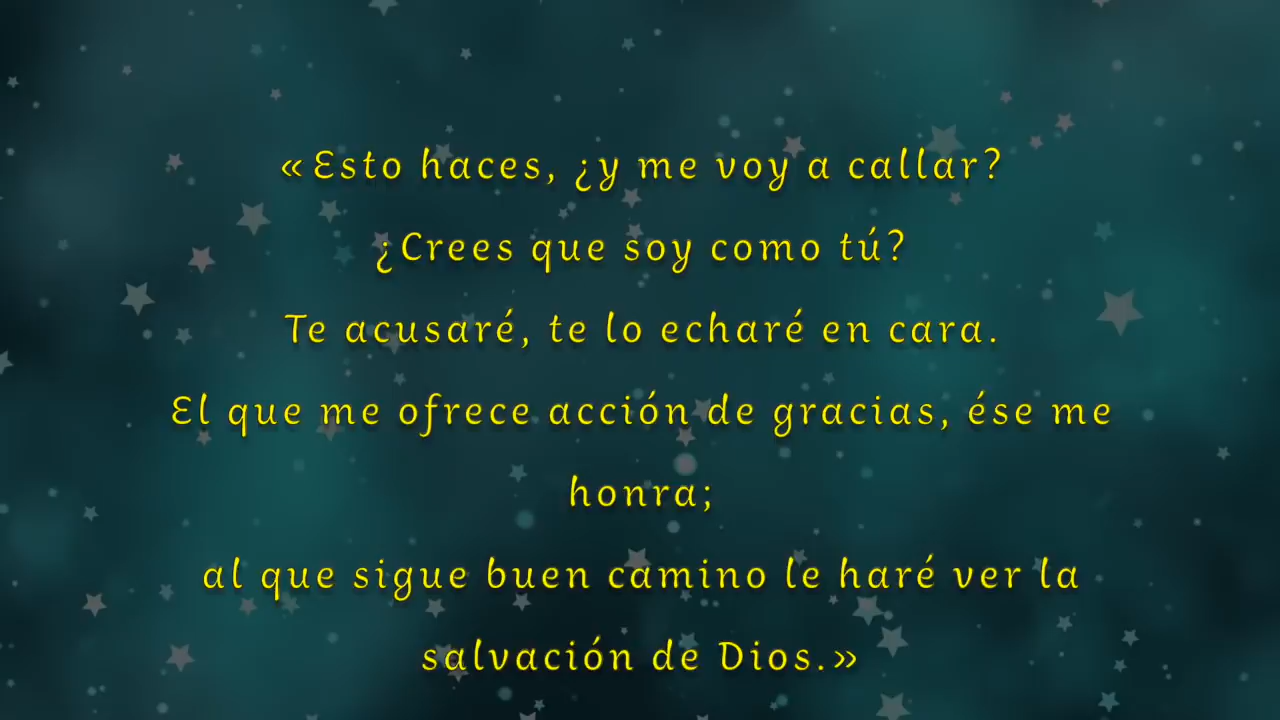 «Esto haces, ¿y me voy a callar?
¿Crees que soy como tú?
Te acusaré, te lo echaré en cara.
El que me ofrece acción de gracias, ése me
honra;
al que sigue buen camino le haré ver la
salvación de Dios.»